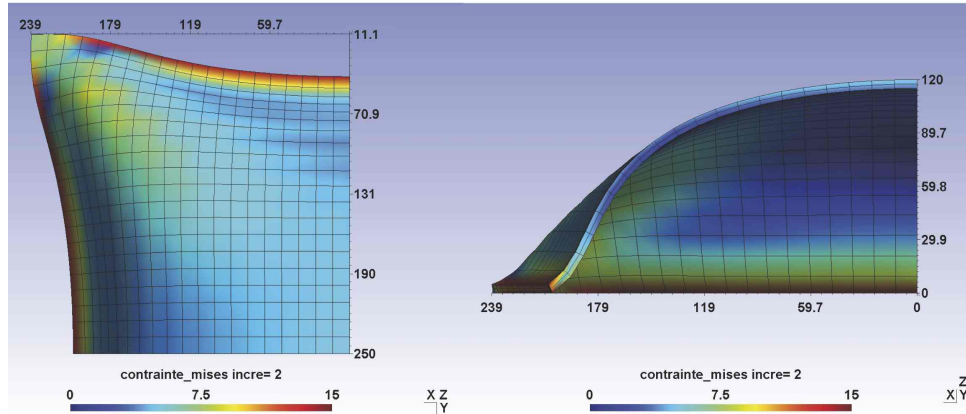 239 179 119 59.7
11.1
70.9
131
190
250
contrainte_mises incre= 2
0 7.5 15
X Z
Y
120
89.7
59.8
29.9
0
239 179 119 59.7 0
contrainte_mises incre= 2
0 7.5 15
Z
X Y